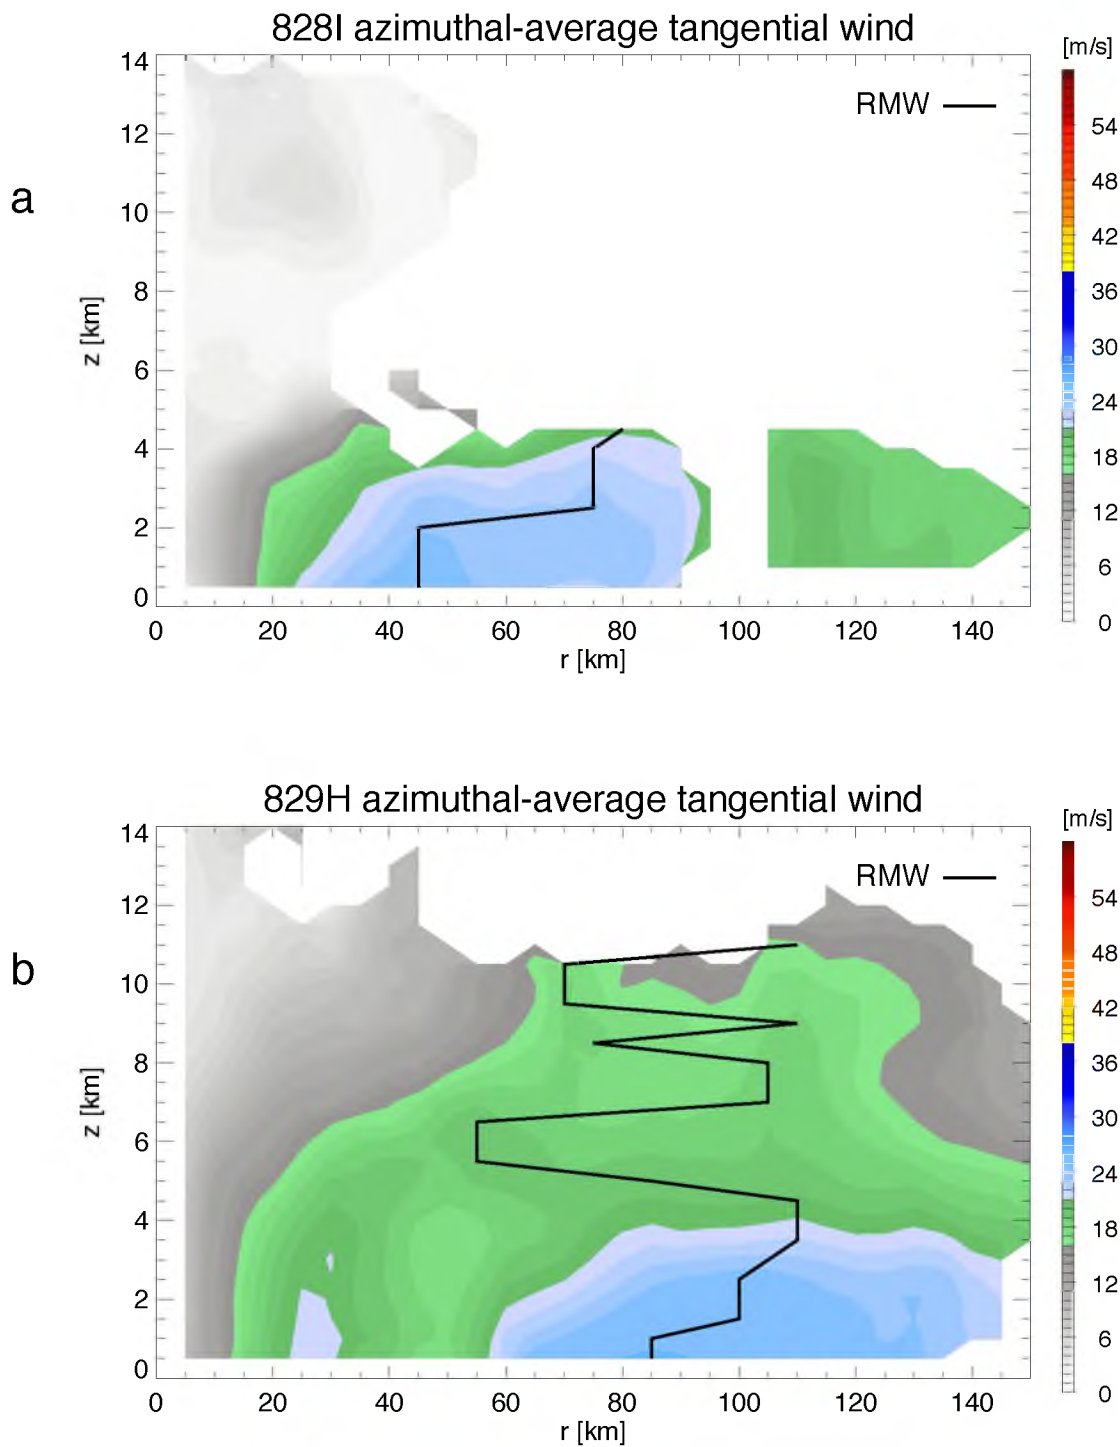 828I azimuthal-average tangential wind
[m/s]
RMW
a
z [km]
14
12
10
8
6
4
2
0
0 20 40 60 80 100 120 140
r [km]
54
48
42
36
30
24
18
12
6
0
829H azimuthal-average tangential wind
[m/s]
RMW
b
z [km]
14
12
10
8
6
4
2
0
0 20 40 60 80 100 120 140
r [km]
54
48
42
36
30
24
18
12
6
0